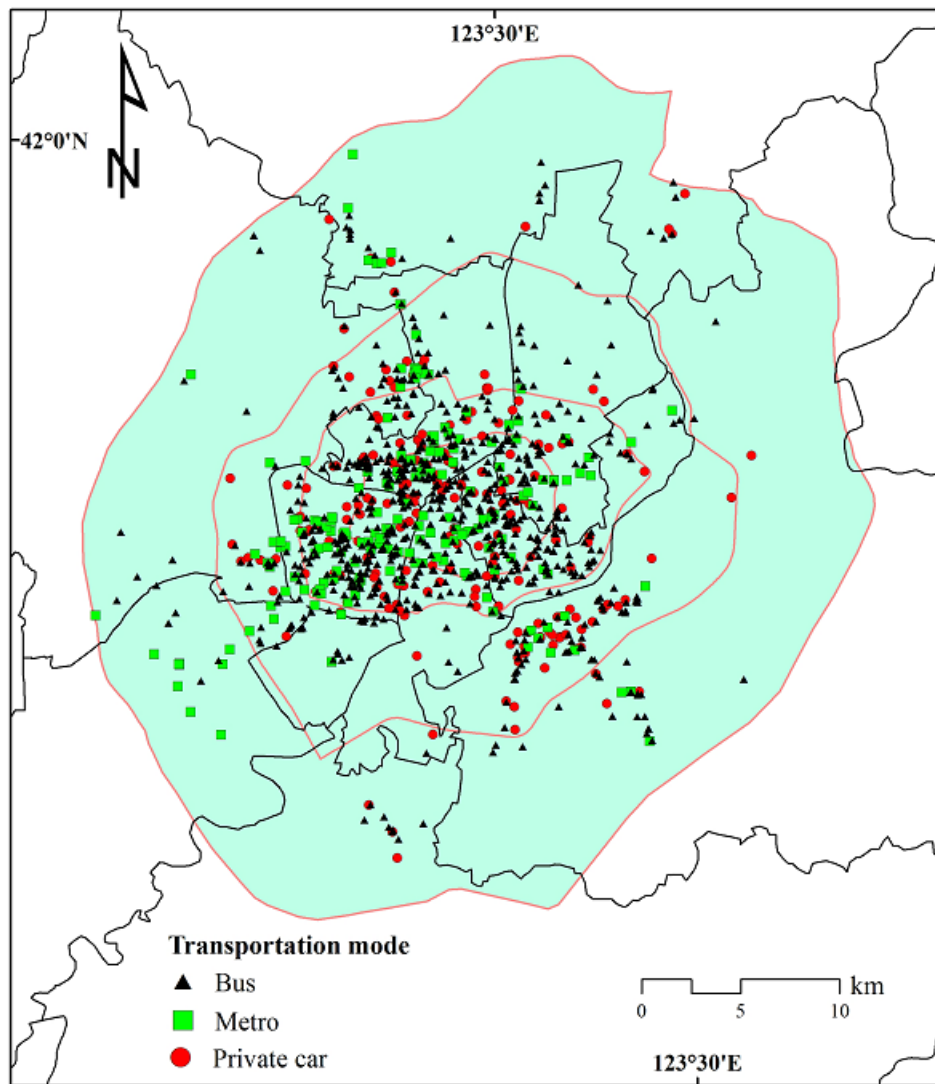 123°30'E
42°0'N
N
Transportation mode
Bus
Metro
Private car
km
0 5 10
123°30'E